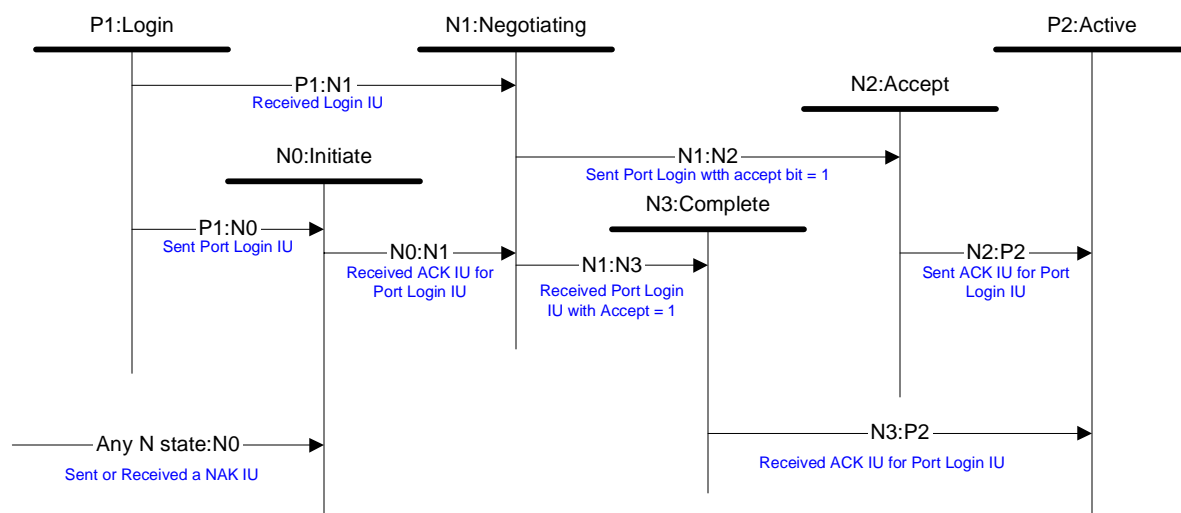 P1:Login
N1:Negotiating
P2:Active
P1:N1
Received Login IU
N2:Accept
N0:Initiate
N1:N2
Sent Port Login wtth accept bit = 1
N3:Complete
P1:N0
Sent Port Login IU
N0:N1
Received ACK IU for
Port Login IU
N1:N3
Received Port Login
IU with Accept = 1
N2:P2
Sent ACK IU for Port
Login IU
Any N state:N0
Sent or Received a NAK IU
N3:P2
Received ACK IU for Port Login IU